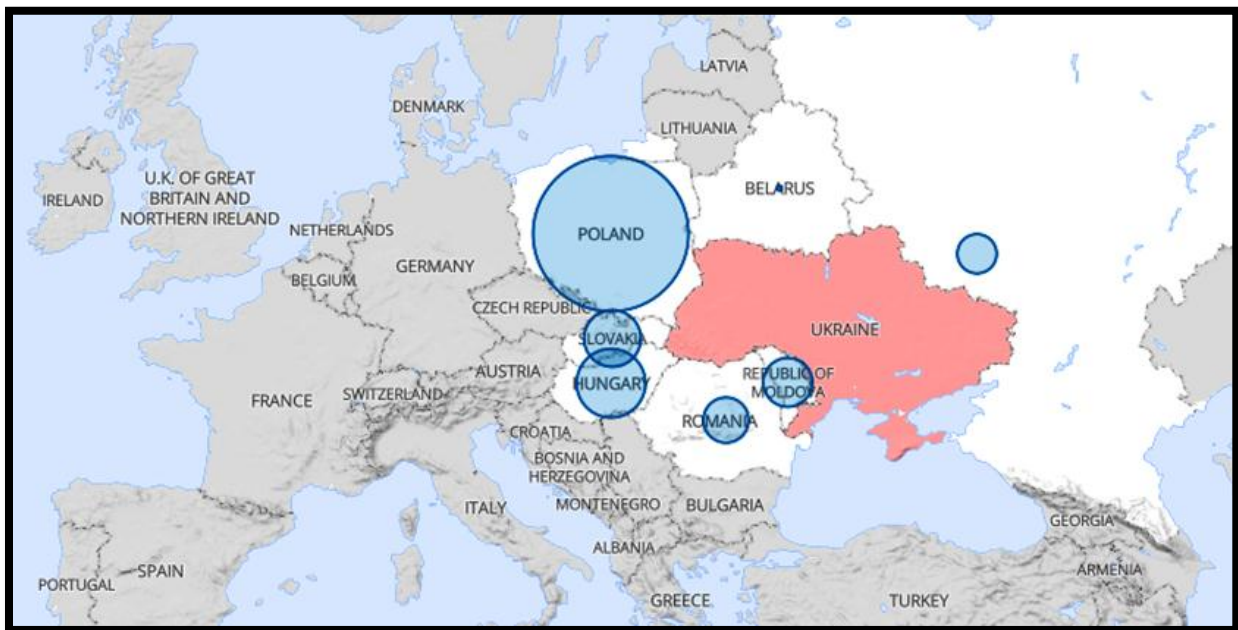 LATVIA
DENMARK
LITHUANIA
U.K. OF GREAT
BRITAIN AND
NORTHERN IRELAND
IRELAND
BELARUS
NETHERLANDS
POLAND
GERMANY
BELGIUM
CZECH REPUBLIC
UKRAINE
SLOVAKIA
AUSTRIA
REPUBLIC OF
MOLDOVA
HUNGARY
SWITZERLAND
FRANCE
ROMANIA
CROATIA
BOSNIA AND
HERZEGOVINA
MONTENEGRO
ITALY
BULGARIA
GEORGIA
ALBANIA
SPAIN
ARMENIA
PORTUGAL
GREECE
TURKEY